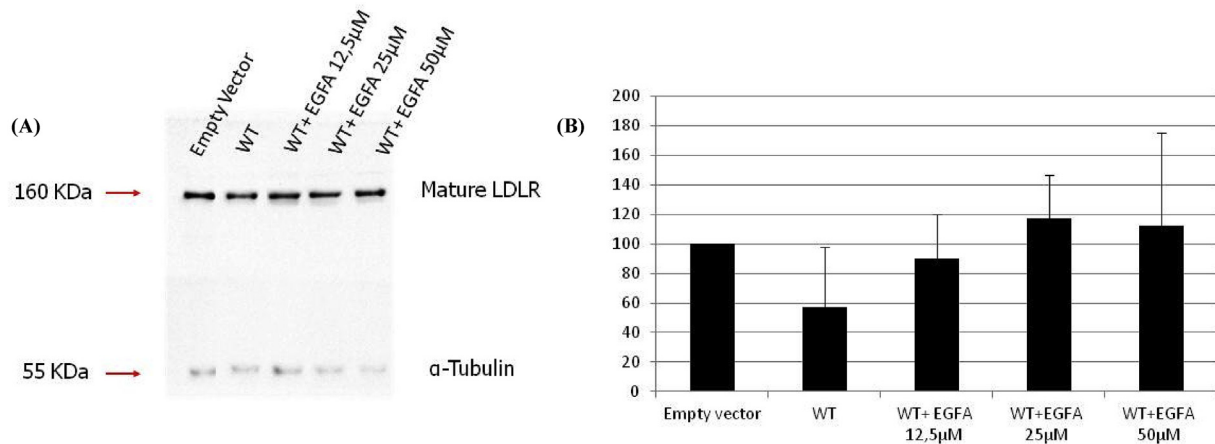 (A)
Empty Vector
WT
WT+ EGFA 12,5µM
WT+ EGFA 25µM
WT+ EGFA 50µM
160 KDa
Mature LDLR
55 KDa
α-Tubulin
(B)
200
180
160
140
120
100
80
60
40
20
0
Empty vector
WT
WT+ EGFA
12,5µM
WT+EGFA
25µM
WT+EGFA
50µM